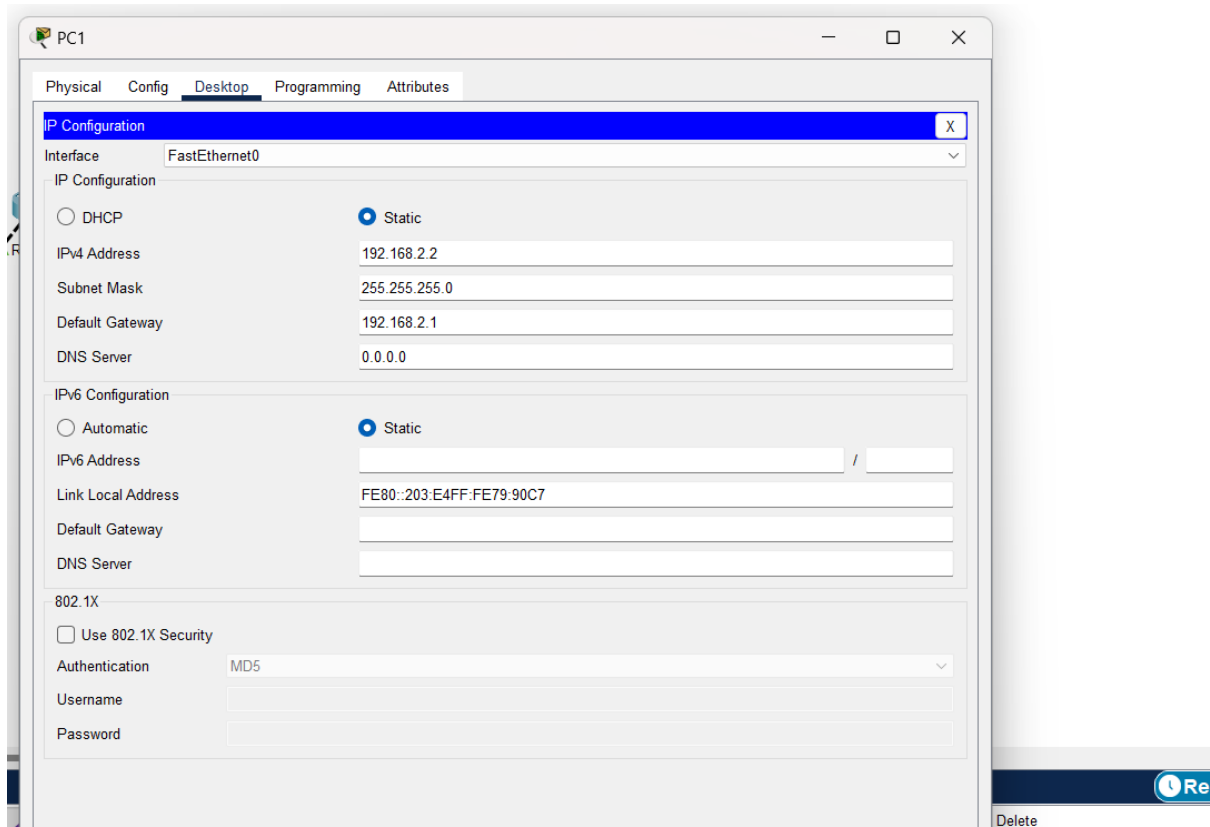 PC1
Physical Config Desktop Programming Attributes
IP Configuration X
Interface FastEthernet0
IP Configuration
DHCP Static
IPv4 Address 192.168.2.2
Subnet Mask 255.255.255.0
Default Gateway 192.168.2.1
DNS Server 0.0.0.0
IPv6 Configuration
Automatic Static
IPv6 Address /
Link Local Address FE80::203:E4FF:FE79:90C7
Default Gateway
DNS Server
802.1X
Use 802.1X Security
Authentication MD5
Username
Password
R
Re
Delete